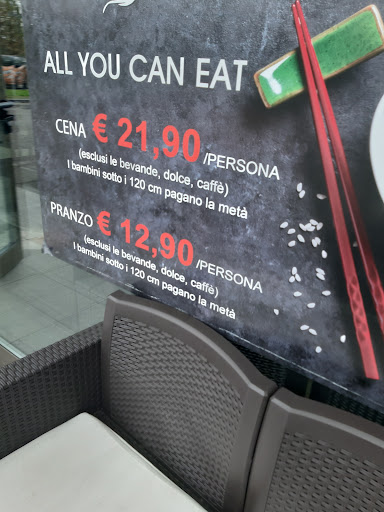 ALL YOU CAN EAT
CENA € 21,90 /PERSONA
(esclusi le bevande, dolce, caffè)
I bambini sotto i 120 cm pagano la metà
PRANZO € 12,90 /PERSONA
(esclusi le bevande, dolce, caffè)
I bambini sotto i 120 cm pagano la metà